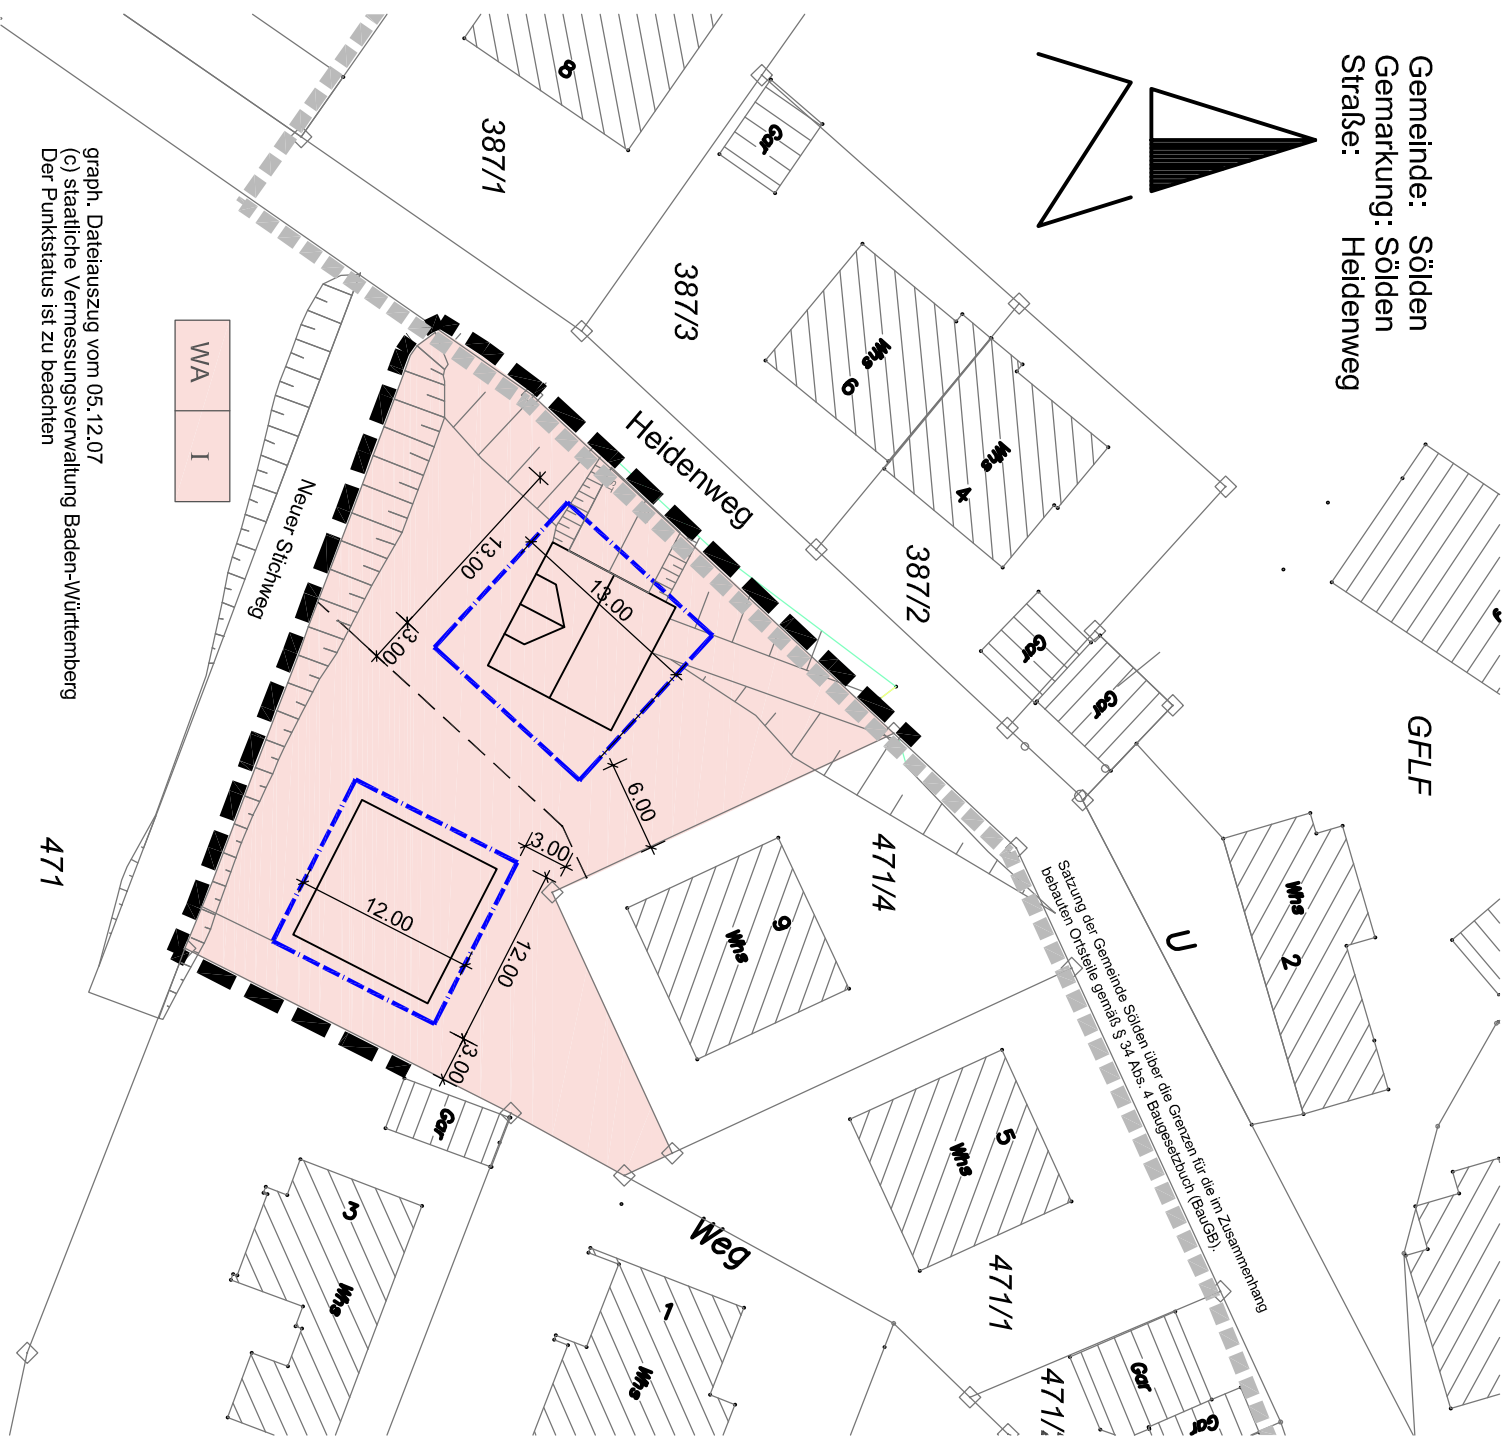 Gemeinde: Sölden
Gemarkung: Sölden
Straße: Heidenweg
graph. Dateiauszug vom 05.12.07
(c) staatliche Vermessungsverwaltung Baden-Württemberg
Der Punktstatus ist zu beachten
WA
I
8
387/1
Gar
387/3
Whs
6
Whs
4
387/2
Heidenweg
Neuer Stichweg
13.00
13.00
3.00
6.00
3.00
12.00
12.00
3.00
Gar
Gar
GFLF
471
471/4
9
Whs
U
Whs
2
Satzung der Gemeinde Sölden über die Grenzen für die im Zusammenhang
bebauten Ortsteile gemäß § 34 Abs. 4 Baugesetzbuch (BauGB).
5
Whs
Gar
3
Whs
Weg
1
Whs
471/1
Gar
Gar